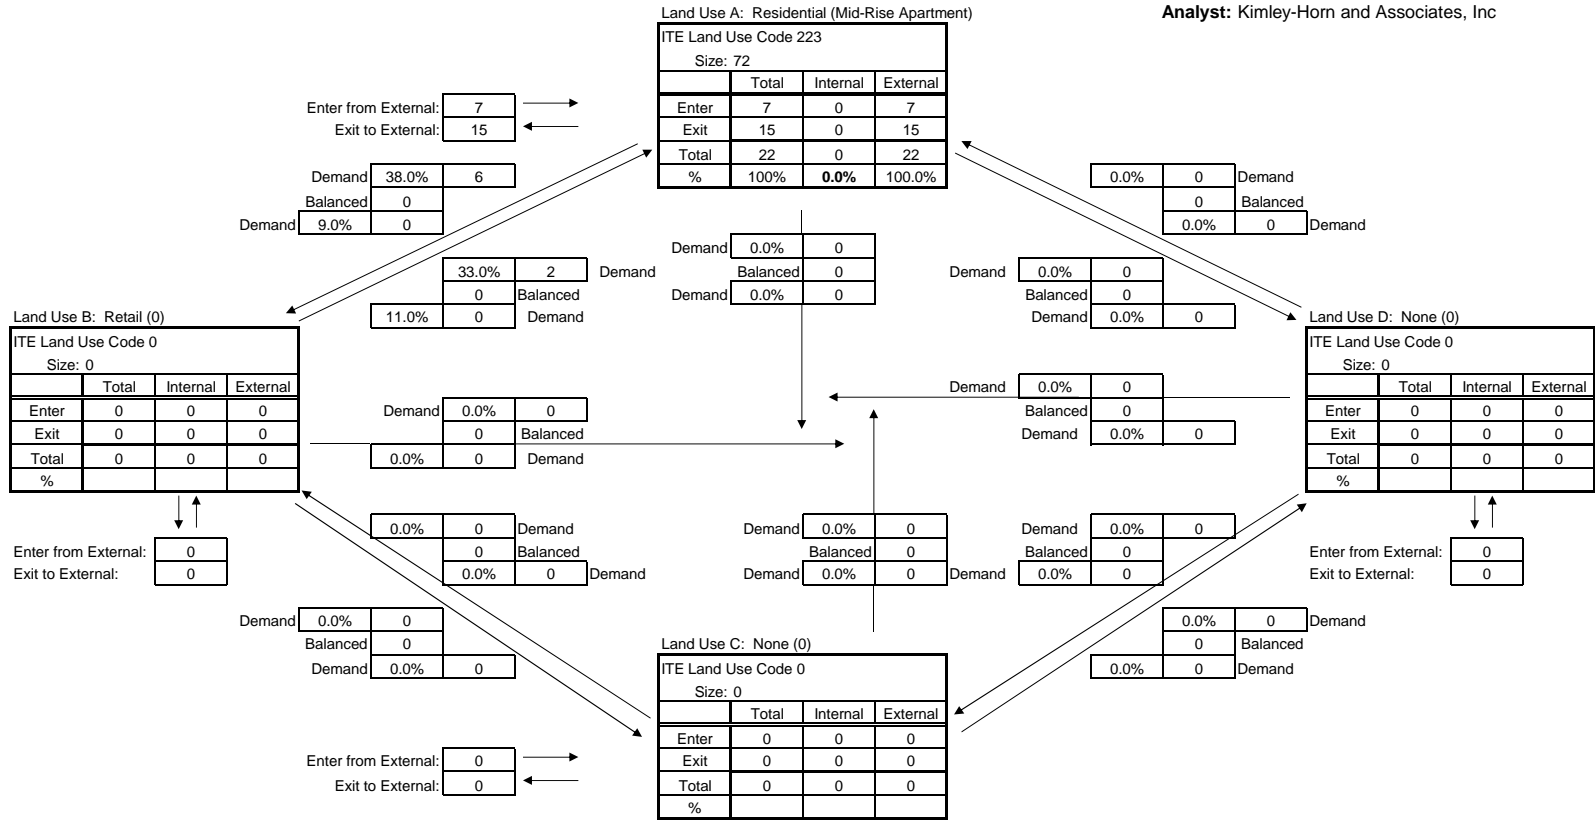 Land Use A: Residential (Mid-Rise Apartment)
Analyst: Kimley-Horn and Associates, Inc
ITE Land Use Code 223
Size: 72
Total Internal External
Enter 7 0 7
Exit 15 0 15
Total 22 0 22
% 100% 0.0% 100.0%
Enter from External: 7
Exit to External: 15
Demand 38.0% 6
Balanced 0
Demand 9.0% 0
0.0% 0 Demand
0 Balanced
0.0% 0 Demand
Demand 0.0% 0
Balanced 0
Demand 0.0% 0
33.0% 2 Demand
0 Balanced
11.0% 0 Demand
Demand 0.0% 0
Balanced 0
Demand 0.0% 0
Land Use B: Retail (0)
ITE Land Use Code 0
Size: 0
Total Internal External
Enter 0 0 0
Exit 0 0 0
Total 0 0 0
%
Land Use D: None (0)
ITE Land Use Code 0
Size: 0
Total Internal External
Enter 0 0 0
Exit 0 0 0
Total 0 0 0
%
Demand 0.0% 0
0 Balanced
0.0% 0 Demand
Demand 0.0% 0
Balanced 0
Demand 0.0% 0
Enter from External: 0
Exit to External: 0
0.0% 0 Demand
0 Balanced
0.0% 0 Demand
Demand 0.0% 0
Balanced 0
Demand 0.0% 0
Demand 0.0% 0
Balanced 0
Demand 0.0% 0
Enter from External: 0
Exit to External: 0
Demand 0.0% 0
Balanced 0
Demand 0.0% 0
0.0% 0 Demand
0 Balanced
0.0% 0 Demand
Land Use C: None (0)
ITE Land Use Code 0
Size: 0
Total Internal External
Enter 0 0 0
Exit 0 0 0
Total 0 0 0
%
Enter from External: 0
Exit to External: 0